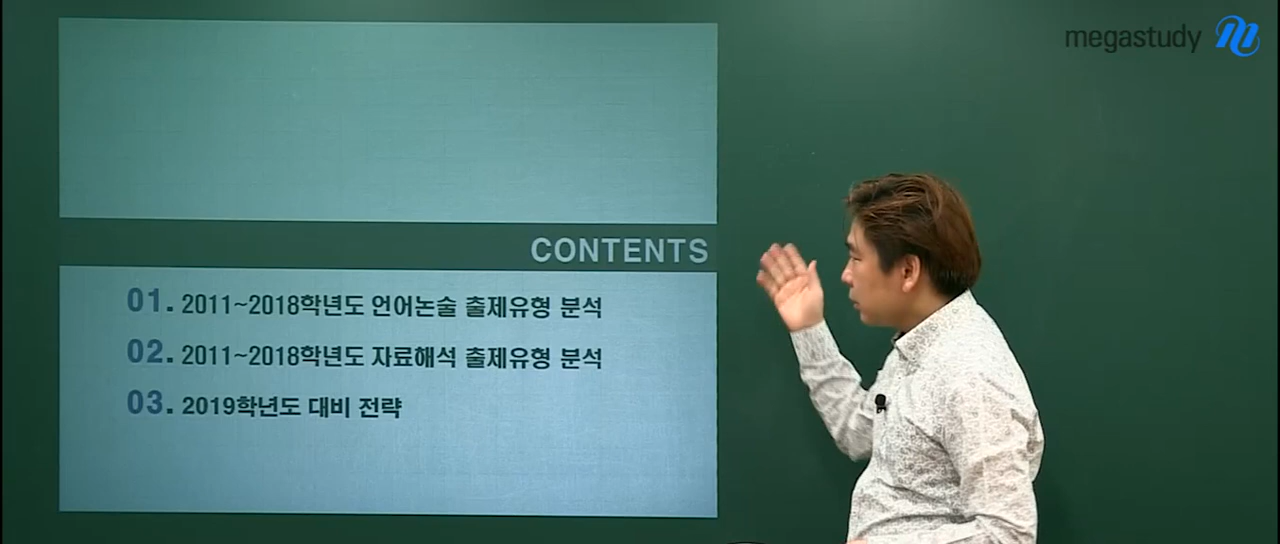 megastudy
CONTENTS
01. 2011~2018학년도 언어논술 출제유형 분석
02. 2011~2018학년도 자료해석 출제유형 분석
03. 2019학년도 대비 전략